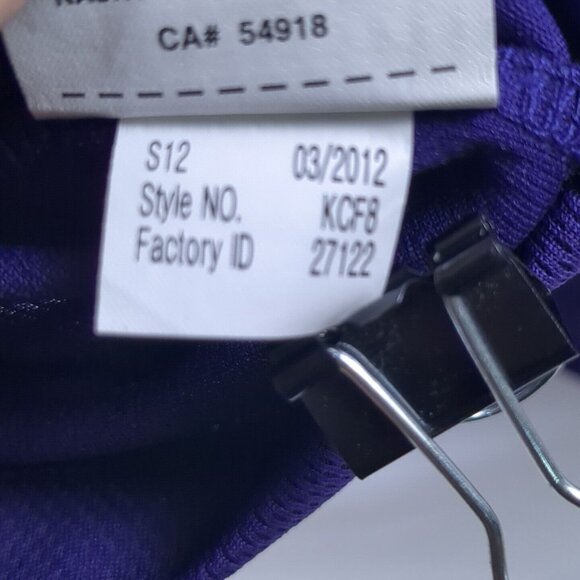 CA# 54918
S12 03/2012
Style NO. KCF8
Factory ID 27122